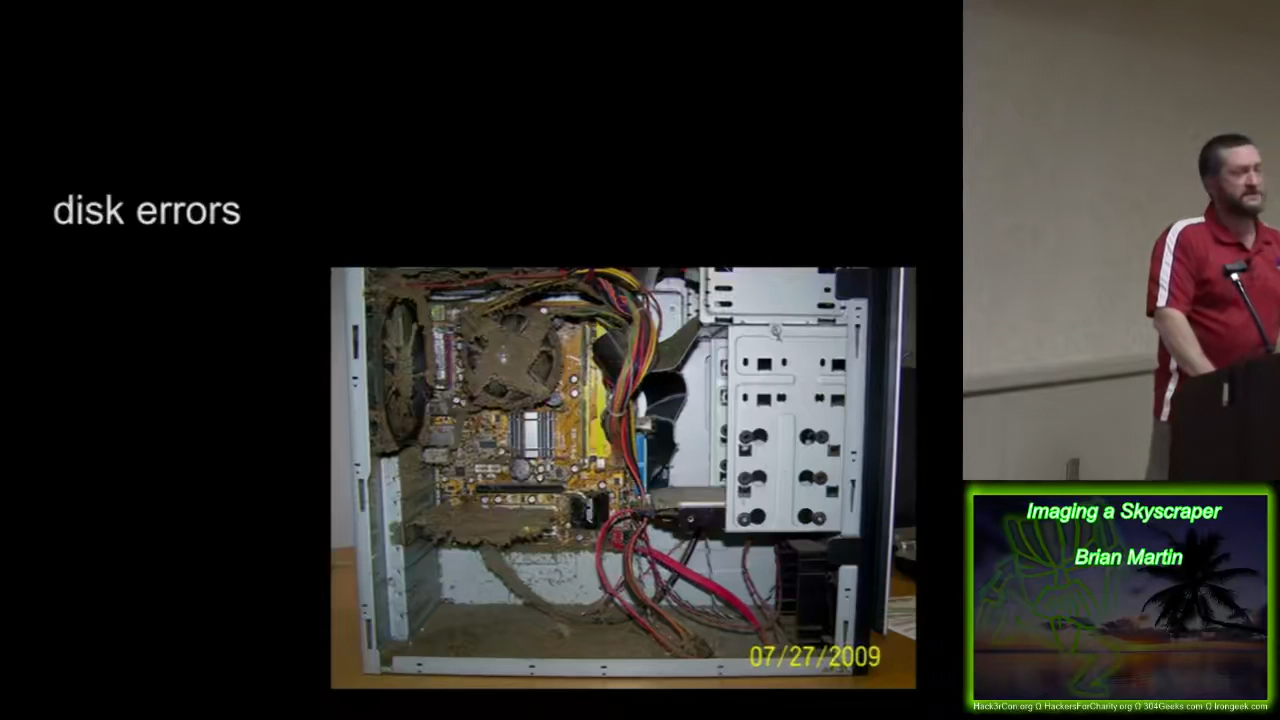 disk errors
07/27/2009
Imaging a Skyscraper
Brian Martin
Hack3rCon.org Ω HackersForCharity.org Ω 304Geeks.com Ω Irongeek.com